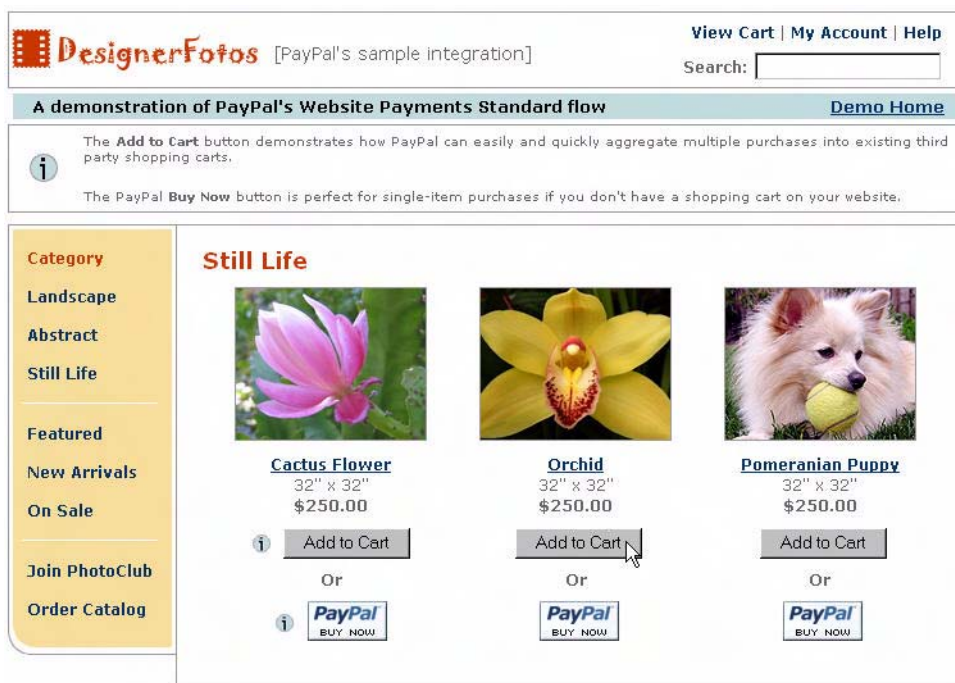 DesignerFotos [PayPal's sample integration]
View Cart | My Account | Help
Search:
A demonstration of PayPal's Website Payments Standard flow
Demo Home
The Add to Cart button demonstrates how PayPal can easily and quickly aggregate multiple purchases into existing third
party shopping carts.
The PayPal Buy Now button is perfect for single-item purchases if you don't have a shopping cart on your website.
Category
Landscape
Abstract
Still Life
Featured
New Arrivals
On Sale
Join PhotoClub
Order Catalog
Still Life
Cactus Flower
32" x 32"
$250.00
i Add to Cart
Or
i PayPal
BUY NOW
Orchid
32" x 32"
$250.00
Add to Cart
Or
PayPal
BUY NOW
Pomeranian Puppy
32" x 32"
$250.00
Add to Cart
Or
PayPal
BUY NOW